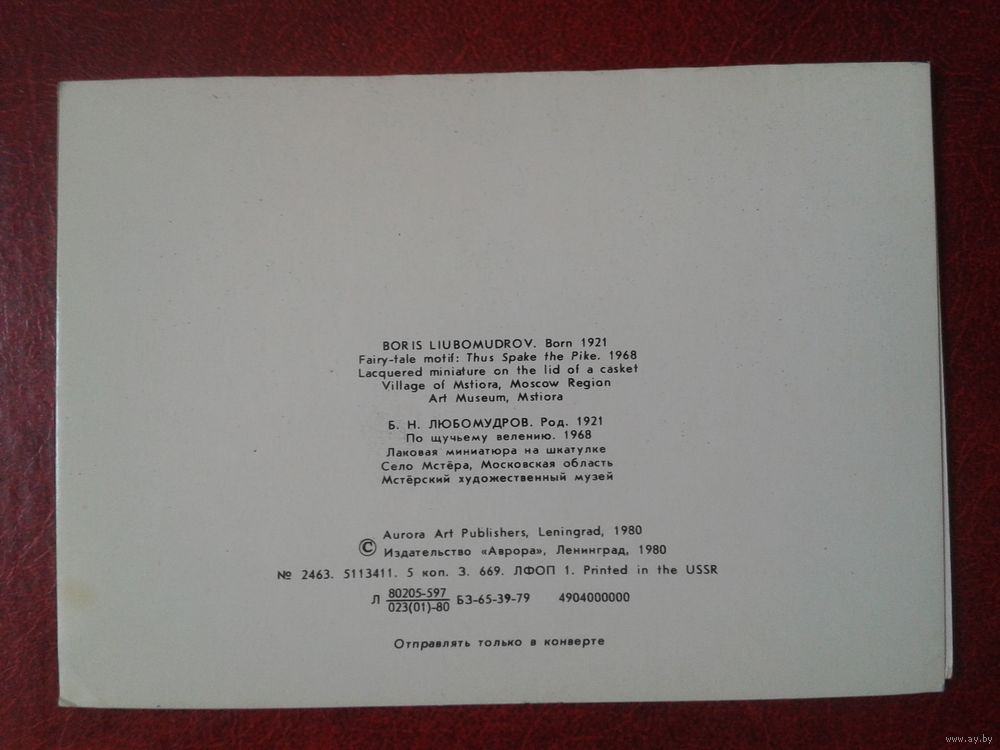 BORIS LIUBOMUDROV. Born 1921
Fairy-tale motif: Thus Spake the Pike. 1968
Lacquered miniature on the lid of a casket
Village of Mstiora, Moscow Region
Art Museum, Mstiora
Б. Н. ЛЮБОМУДРОВ. Род. 1921
По щучьему велению. 1968
Лаковая миниатюра на шкатулке
Село Мстёра, Московская область
Мстёрский художественный музей
© Aurora Art Publishers, Leningrad, 1980
Издательство «Аврора», Ленинград, 1980
№ 2463. 5113411. 5 коп. З. 669. ЛФОП 1. Printed in the USSR
Л 80205-597/023(01)-80 БЗ-65-39-79 4904000000
Отправлять только в конверте
www.ay.by